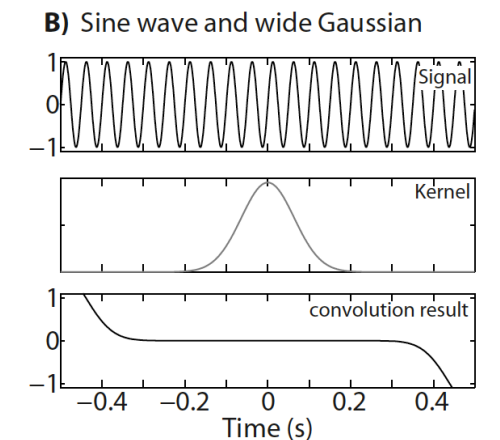 B) Sine wave and wide Gaussian
1
Signal
0
−1
Kernel
1
convolution result
0
−1
−0.4 −0.2 0 0.2 0.4
Time (s)